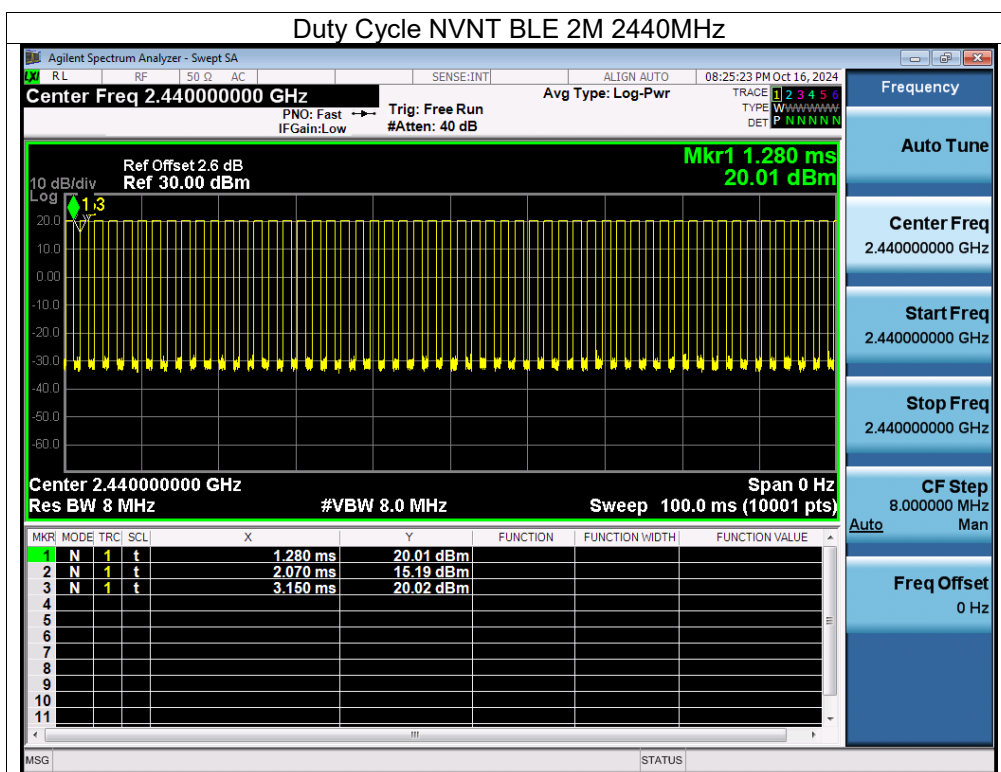 Duty Cycle NVNT BLE 2M 2440MHz
Agilent Spectrum Analyzer - Swept SA
LXI RL RF 50 Ω AC SENSE:INT ALIGN AUTO 08:25:23 PM Oct 16, 2024
Center Freq 2.440000000 GHz
PNO: Fast
IFGain:Low
Trig: Free Run
#Atten: 40 dB
Avg Type: Log-Pwr
TRACE 1 2 3 4 5 6
TYPE WWWWWWW
DET P N N N N N
Mkr1 1.280 ms
20.01 dBm
Ref Offset 2.6 dB
10 dB/div Ref 30.00 dBm
Log
1 3
20.0
10.0
0.00
-10.0
-20.0
-30.0
-40.0
-50.0
-60.0
Center 2.440000000 GHz Span 0 Hz
Res BW 8 MHz #VBW 8.0 MHz Sweep 100.0 ms (10001 pts)
MKR MODE TRC SCL X Y FUNCTION FUNCTION WIDTH FUNCTION VALUE
1 N 1 t 1.280 ms 20.01 dBm
2 N 1 t 2.070 ms 15.19 dBm
3 N 1 t 3.150 ms 20.02 dBm
4
5
6
7
8
9
10
11
MSG STATUS
Frequency
Auto Tune
Center Freq
2.440000000 GHz
Start Freq
2.440000000 GHz
Stop Freq
2.440000000 GHz
CF Step
8.000000 MHz
Auto Man
Freq Offset
0 Hz